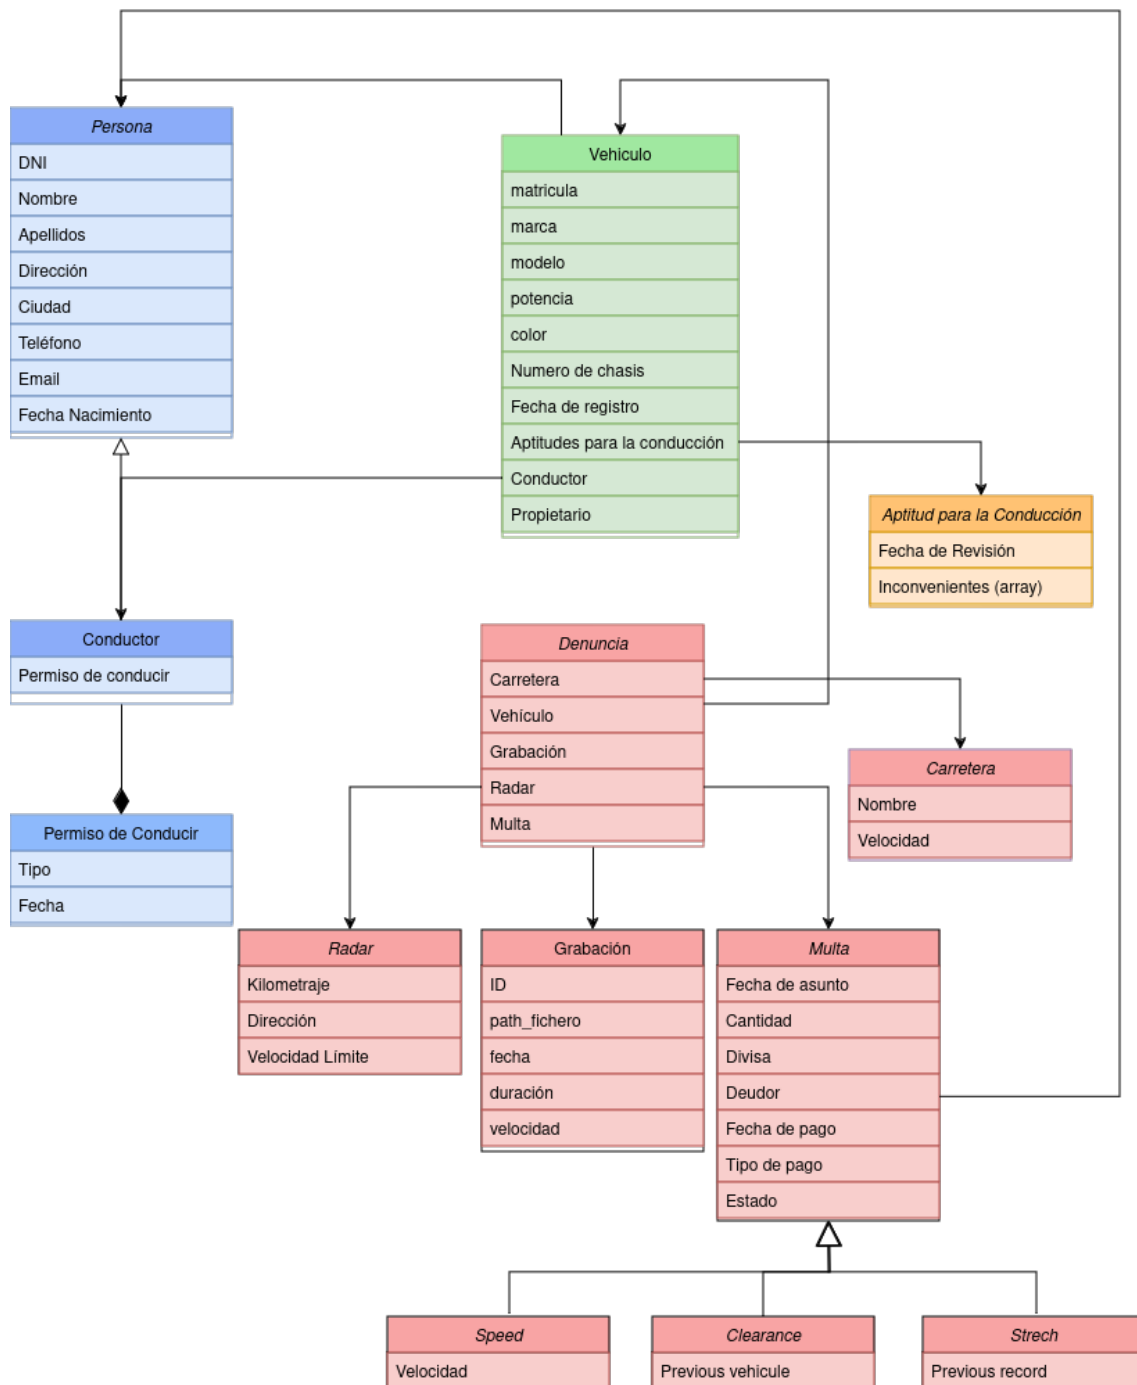 Persona
DNI
Nombre
Apellidos
Dirección
Ciudad
Teléfono
Email
Fecha Nacimiento
Vehiculo
matricula
marca
modelo
potencia
color
Numero de chasis
Fecha de registro
Aptitudes para la conducción
Conductor
Propietario
Aptitud para la Conducción
Fecha de Revisión
Inconvenientes (array)
Conductor
Permiso de conducir
Permiso de Conducir
Tipo
Fecha
Denuncia
Carretera
Vehículo
Grabación
Radar
Multa
Carretera
Nombre
Velocidad
Radar
Kilometraje
Dirección
Velocidad Límite
Grabación
ID
path_fichero
fecha
duración
velocidad
Multa
Fecha de asunto
Cantidad
Divisa
Deudor
Fecha de pago
Tipo de pago
Estado
Speed
Velocidad
Clearance
Previous vehicule
Strech
Previous record